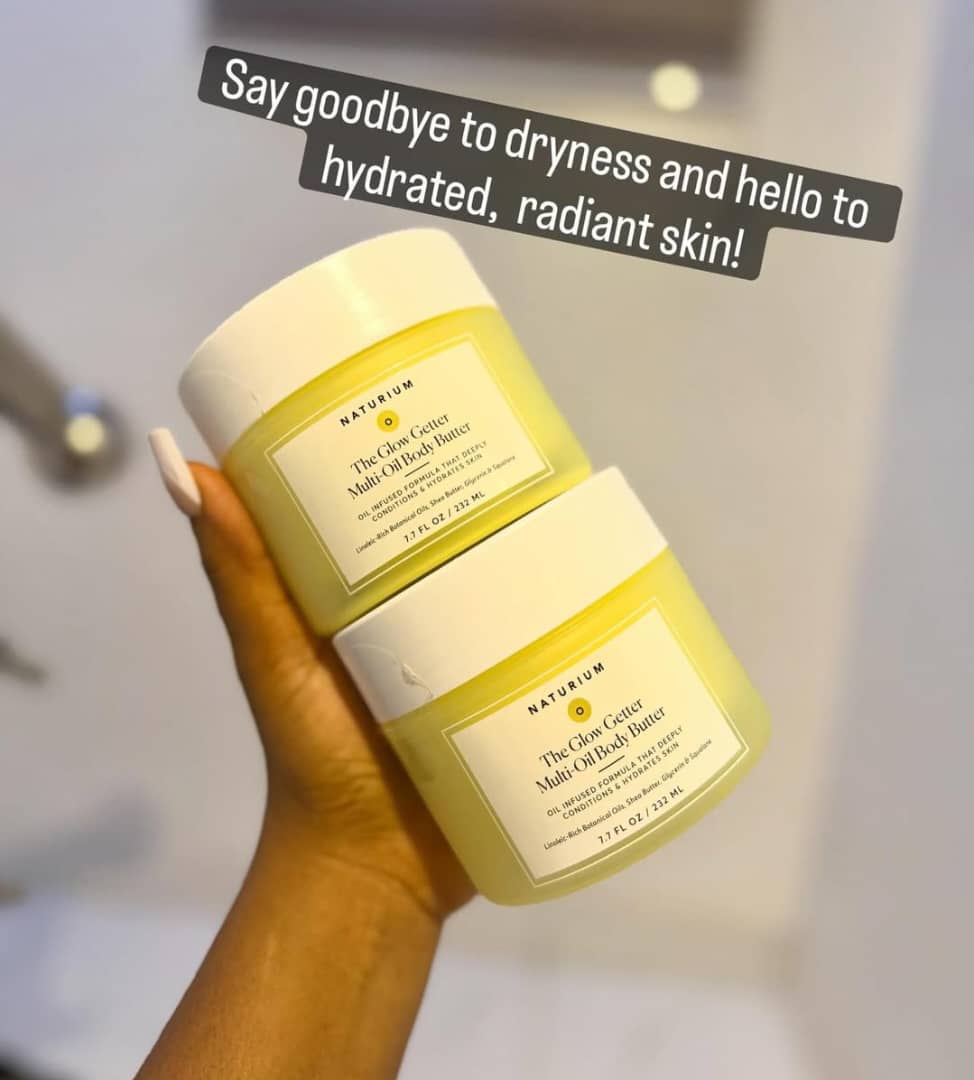 Say goodbye to dryness and hello to
hydrated, radiant skin!
NATURIUM
The Glow Getter
Multi-Oil Body Butter
OIL INFUSED FORMULA THAT DEEPLY
CONDITIONS & HYDRATES SKIN
Linoleic-Rich Botanical Oils, Shea Butter, Glycerin & Squalane
7.7 FL OZ / 232 ML
NATURIUM
The Glow Getter
Multi-Oil Body Butter
OIL INFUSED FORMULA THAT DEEPLY
CONDITIONS & HYDRATES SKIN
Linoleic-Rich Botanical Oils, Shea Butter, Glycerin & Squalane
7.7 FL OZ / 232 ML